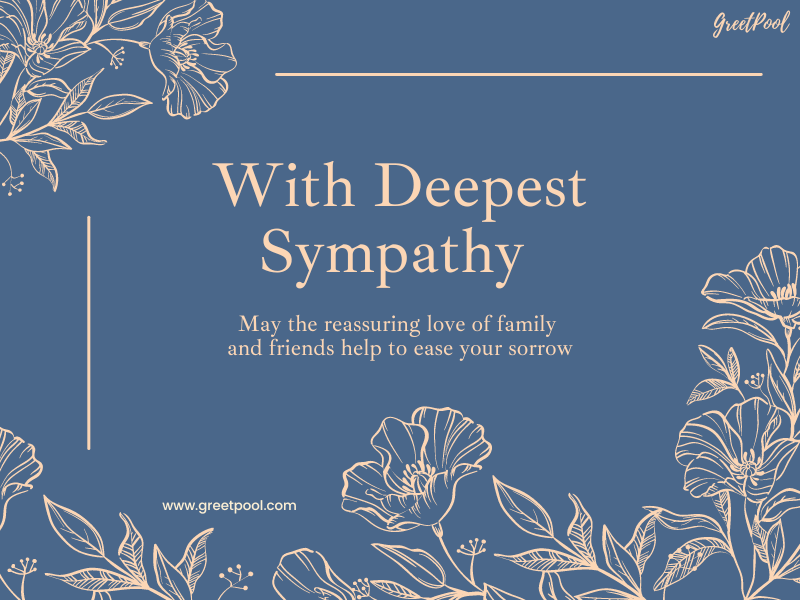 GreetPool
With Deepest
Sympathy
May the reassuring love of family
and friends help to ease your sorrow
www.greetpool.com